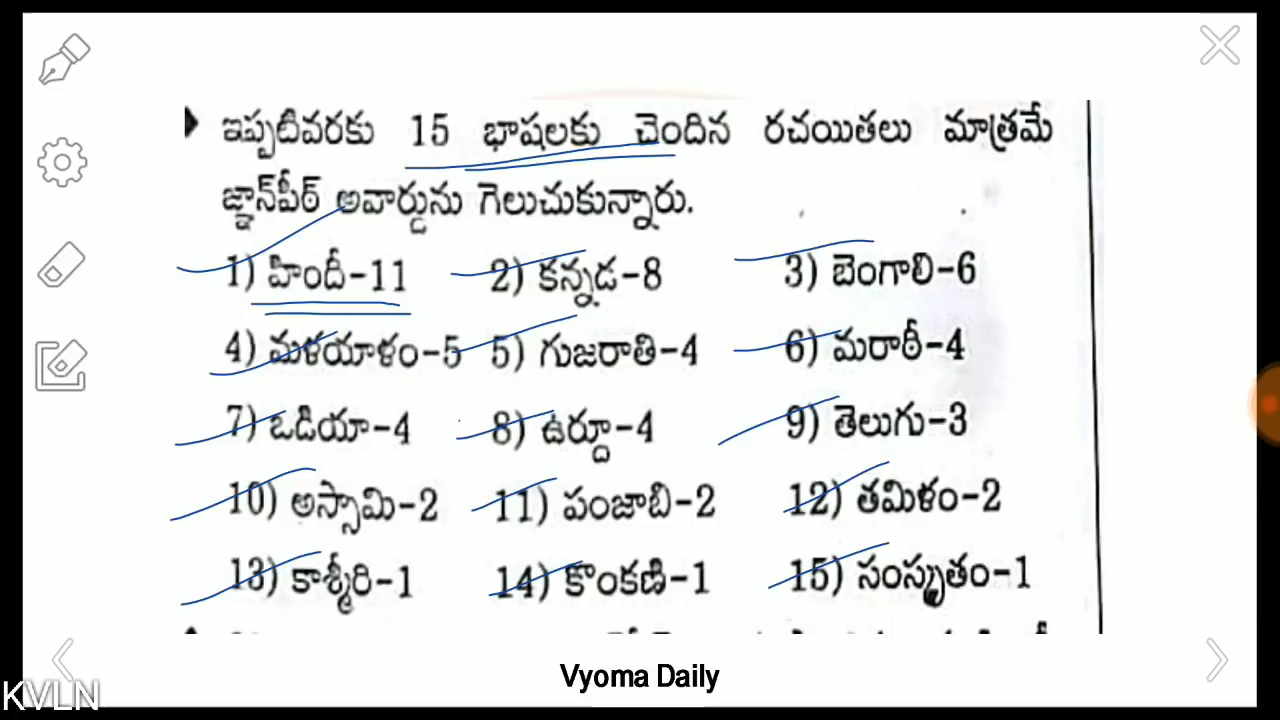 ఇప్పటివరకు 15 భాషలకు చెందిన రచయితలు మాత్రమే
జ్ఞాన్‌పీఠ్ అవార్డును గెలుచుకున్నారు.
1) హిందీ-11 2) కన్నడ-8 3) బెంగాలి-6
4) మళయాళం-5 5) గుజరాతి-4 6) మరాఠీ-4
7) ఒడియా-4 8) ఉర్దూ-4 9) తెలుగు-3
10) అస్సామి-2 11) పంజాబి-2 12) తమిళం-2
13) కాశ్మీరి-1 14) కొంకణి-1 15) సంస్కృతం-1
Vyoma Daily
KVLN